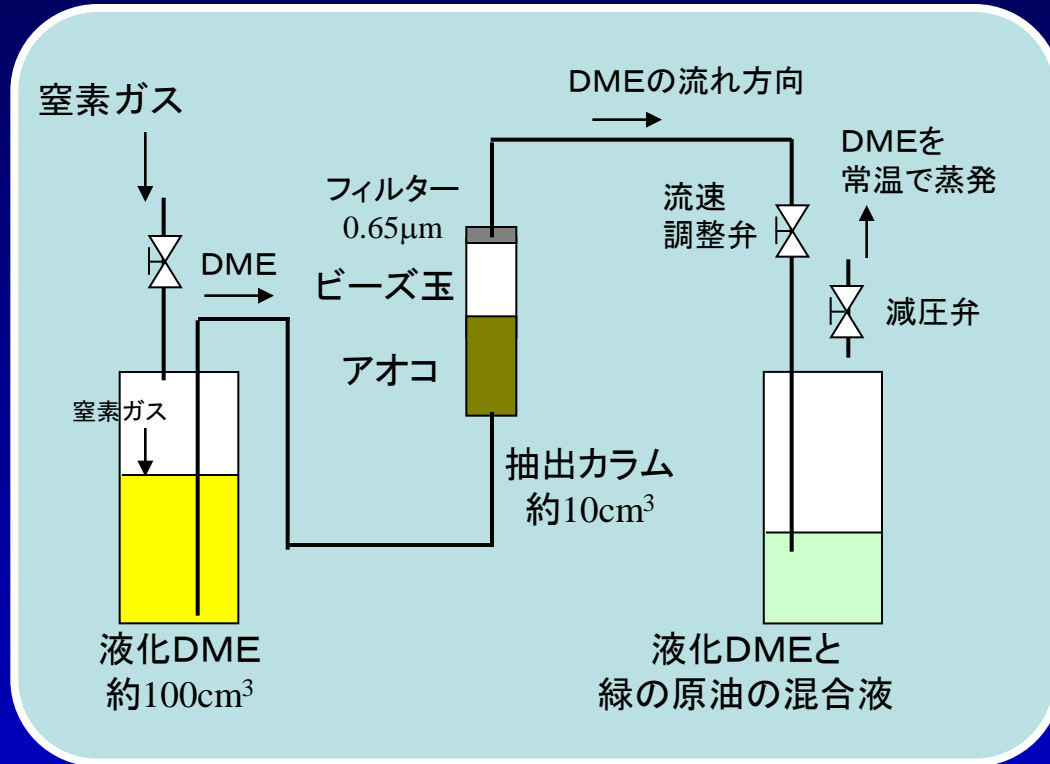 窒素ガス
DMEの流れ方向
DMEを
常温で蒸発
フィルター
0.65μm
流速
調整弁
DME
ビーズ玉
減圧弁
アオコ
窒素ガス
抽出カラム
約10cm³
液化DME
約100cm³
液化DMEと
緑の原油の混合液